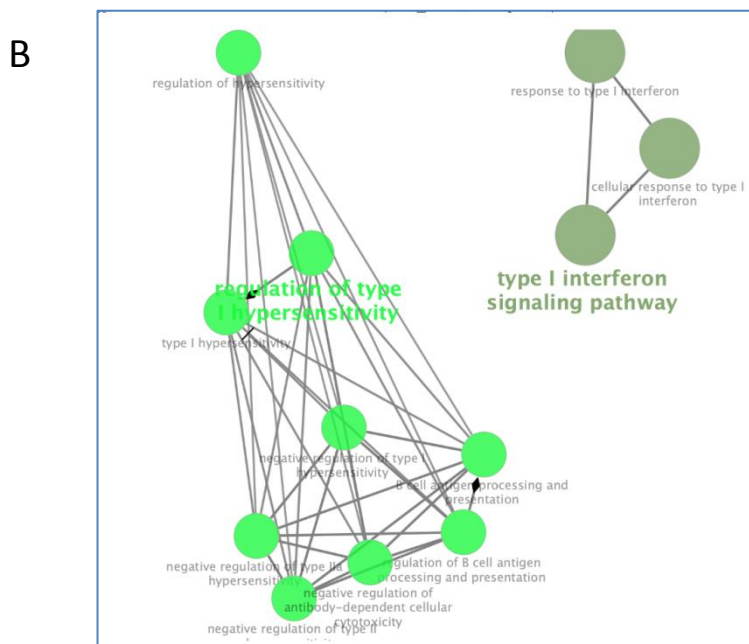 B
regulation of hypersensitivity
response to type I interferon
cellular response to type I
interferon
type I interferon
signaling pathway
regulation of type
I hypersensitivity
type I hypersensitivity
negative regulation of type I
hypersensitivity
B cell antigen processing and
presentation
negative regulation of type IIa
hypersensitivity
regulation of B cell antigen
processing and presentation
negative regulation of
antibody-dependent cellular
cytotoxicity
negative regulation of type II